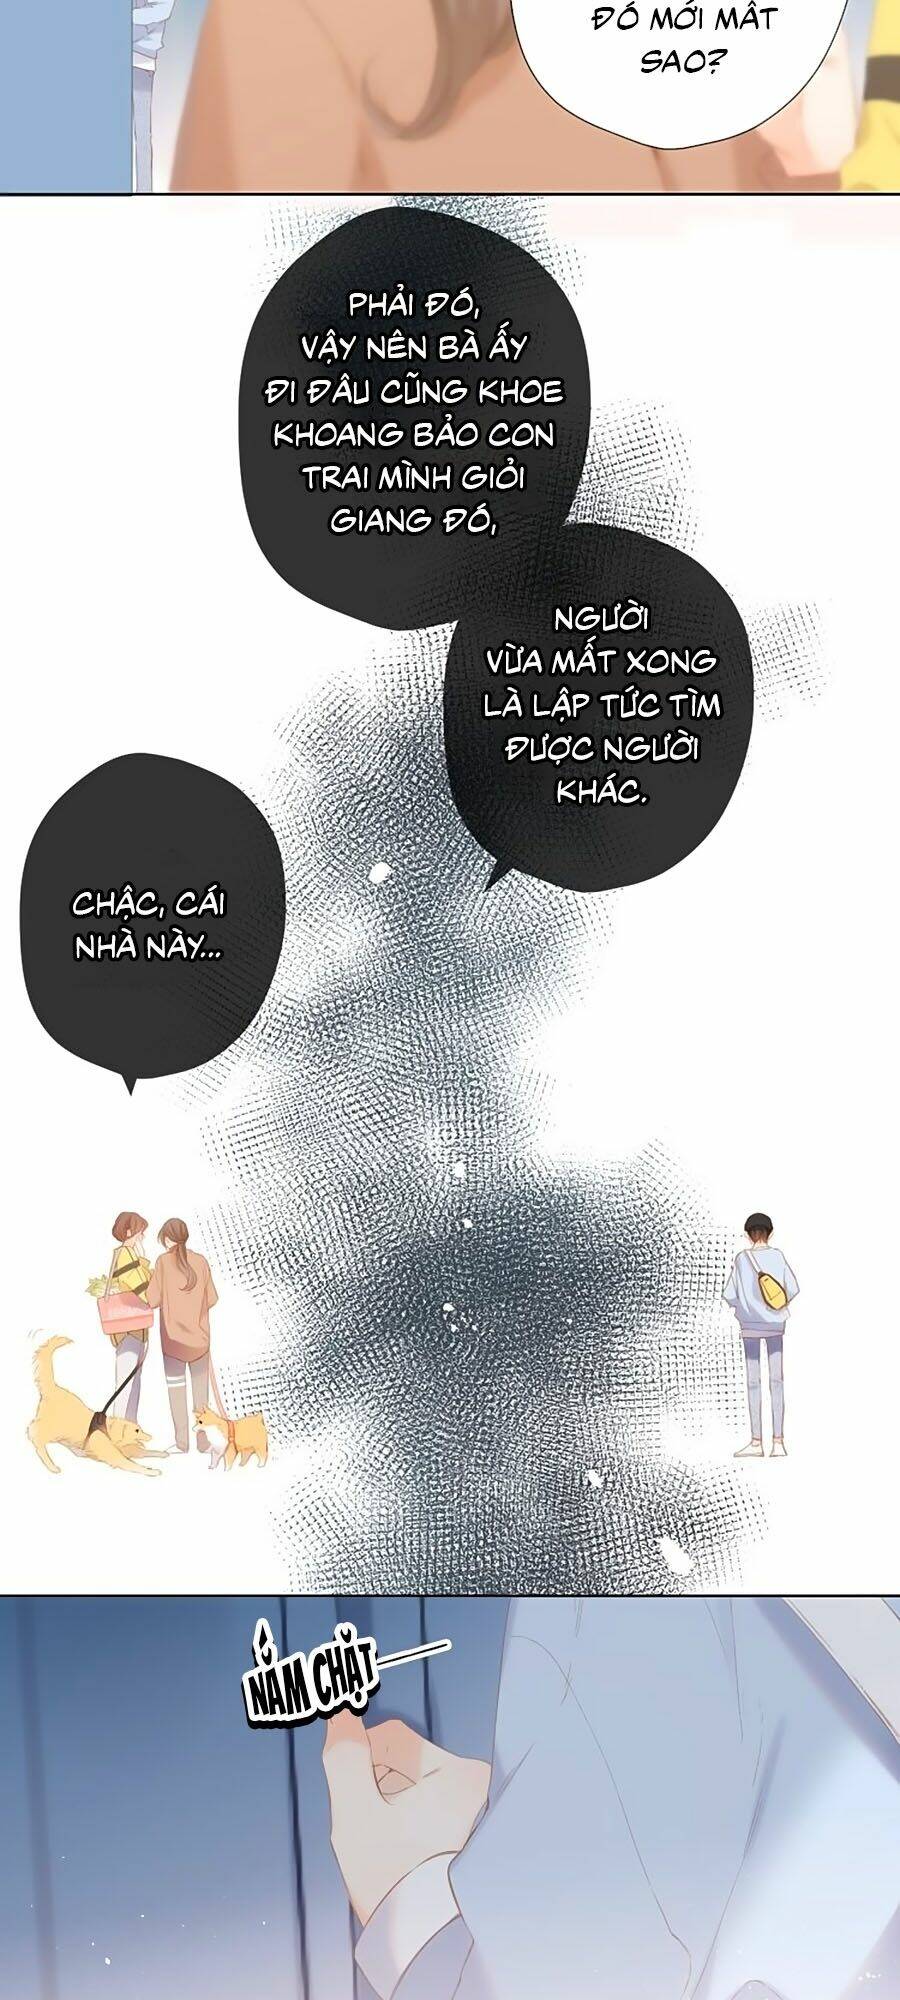 ĐÓ MỚI MẤT
SAO?
PHẢI ĐÓ,
VẬY NÊN BÀ ẤY
ĐI ĐÂU CŨNG KHOE
KHOANG BẢO CON
TRAI MÌNH GIỎI
GIANG ĐÓ,
NGƯỜI
VỪA MẤT XONG
LÀ LẬP TỨC TÌM
ĐƯỢC NGƯỜI
KHÁC.
CHẬC, CÁI
NHÀ NÀY...
NẮM CHẶT